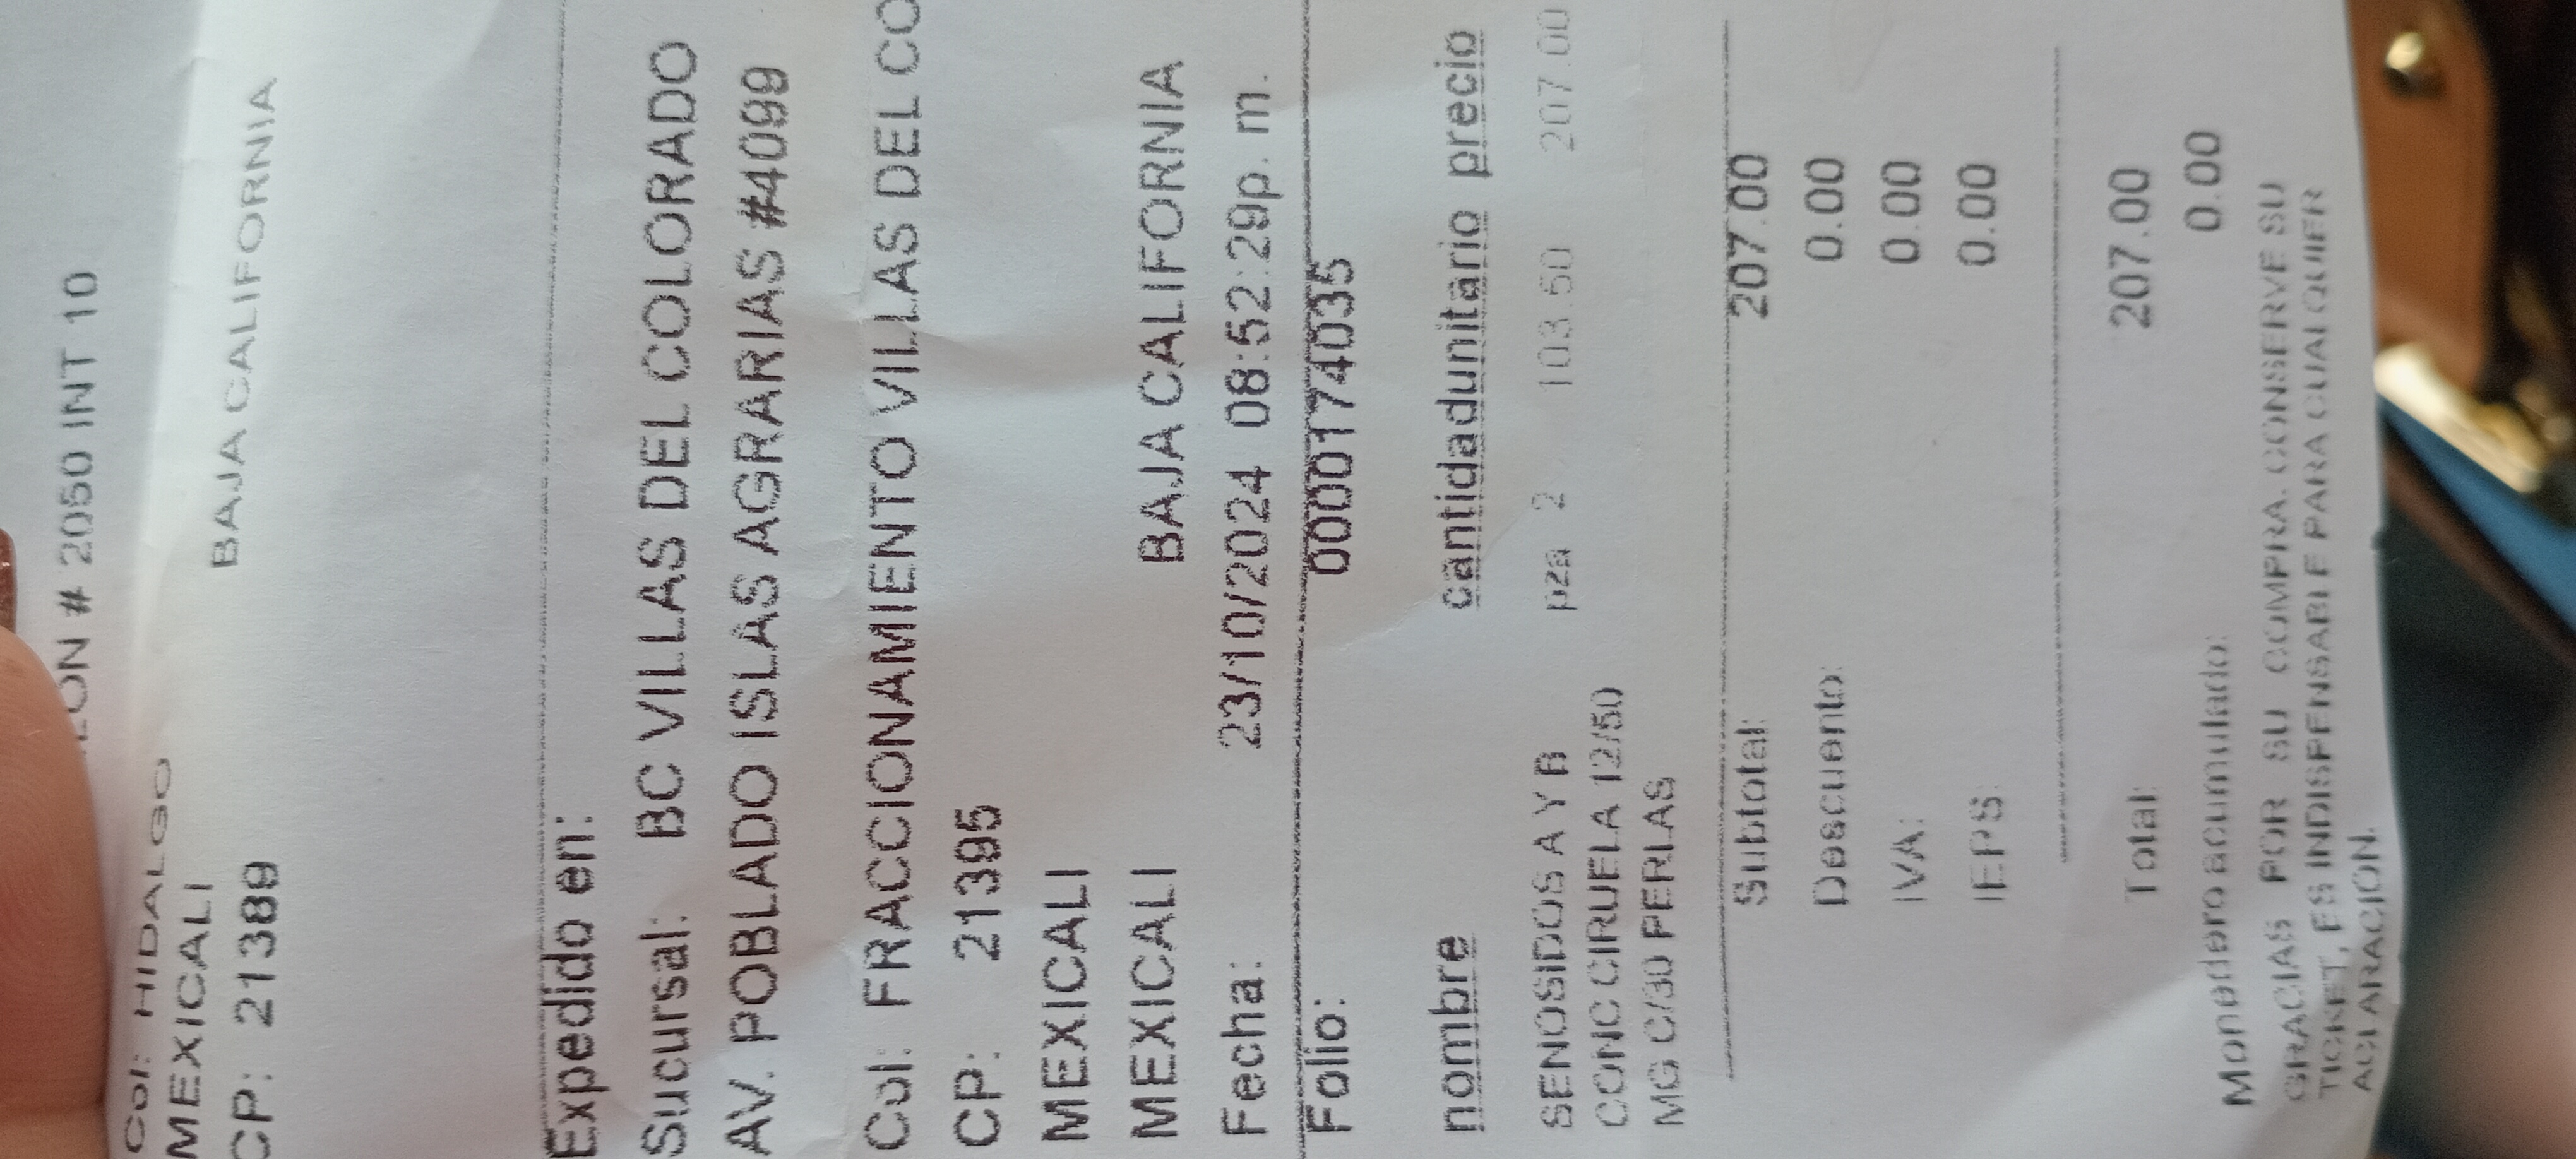 # 2050 INT 10
Col: HIDALGO
MEXICALI
CP: 21389 BAJA CALIFORNIA
Expedido en:
Sucursal: BC VILLAS DEL COLORADO
AV. POBLADO ISLAS AGRARIAS #4099
Col: FRACCIONAMIENTO VILLAS DEL CO
CP: 21395
MEXICALI
MEXICALI BAJA CALIFORNIA
Fecha: 23/10/2024 08:52:29p. m.
Folio: 0000174035
nombre cantidadunitario precio
SENOSIDOS A Y B pza 2 103.50 207.00
CONC CIRUELA 12/50
MG C/30 PERLAS
Subtotal: 207.00
Descuento: 0.00
IVA: 0.00
IEPS: 0.00
Total: 207.00
Monedero acumulado: 0.00
GRACIAS POR SU COMPRA. CONSERVE SU
TICKET, ES INDISPENSABLE PARA CUALQUIER
ACLARACION.